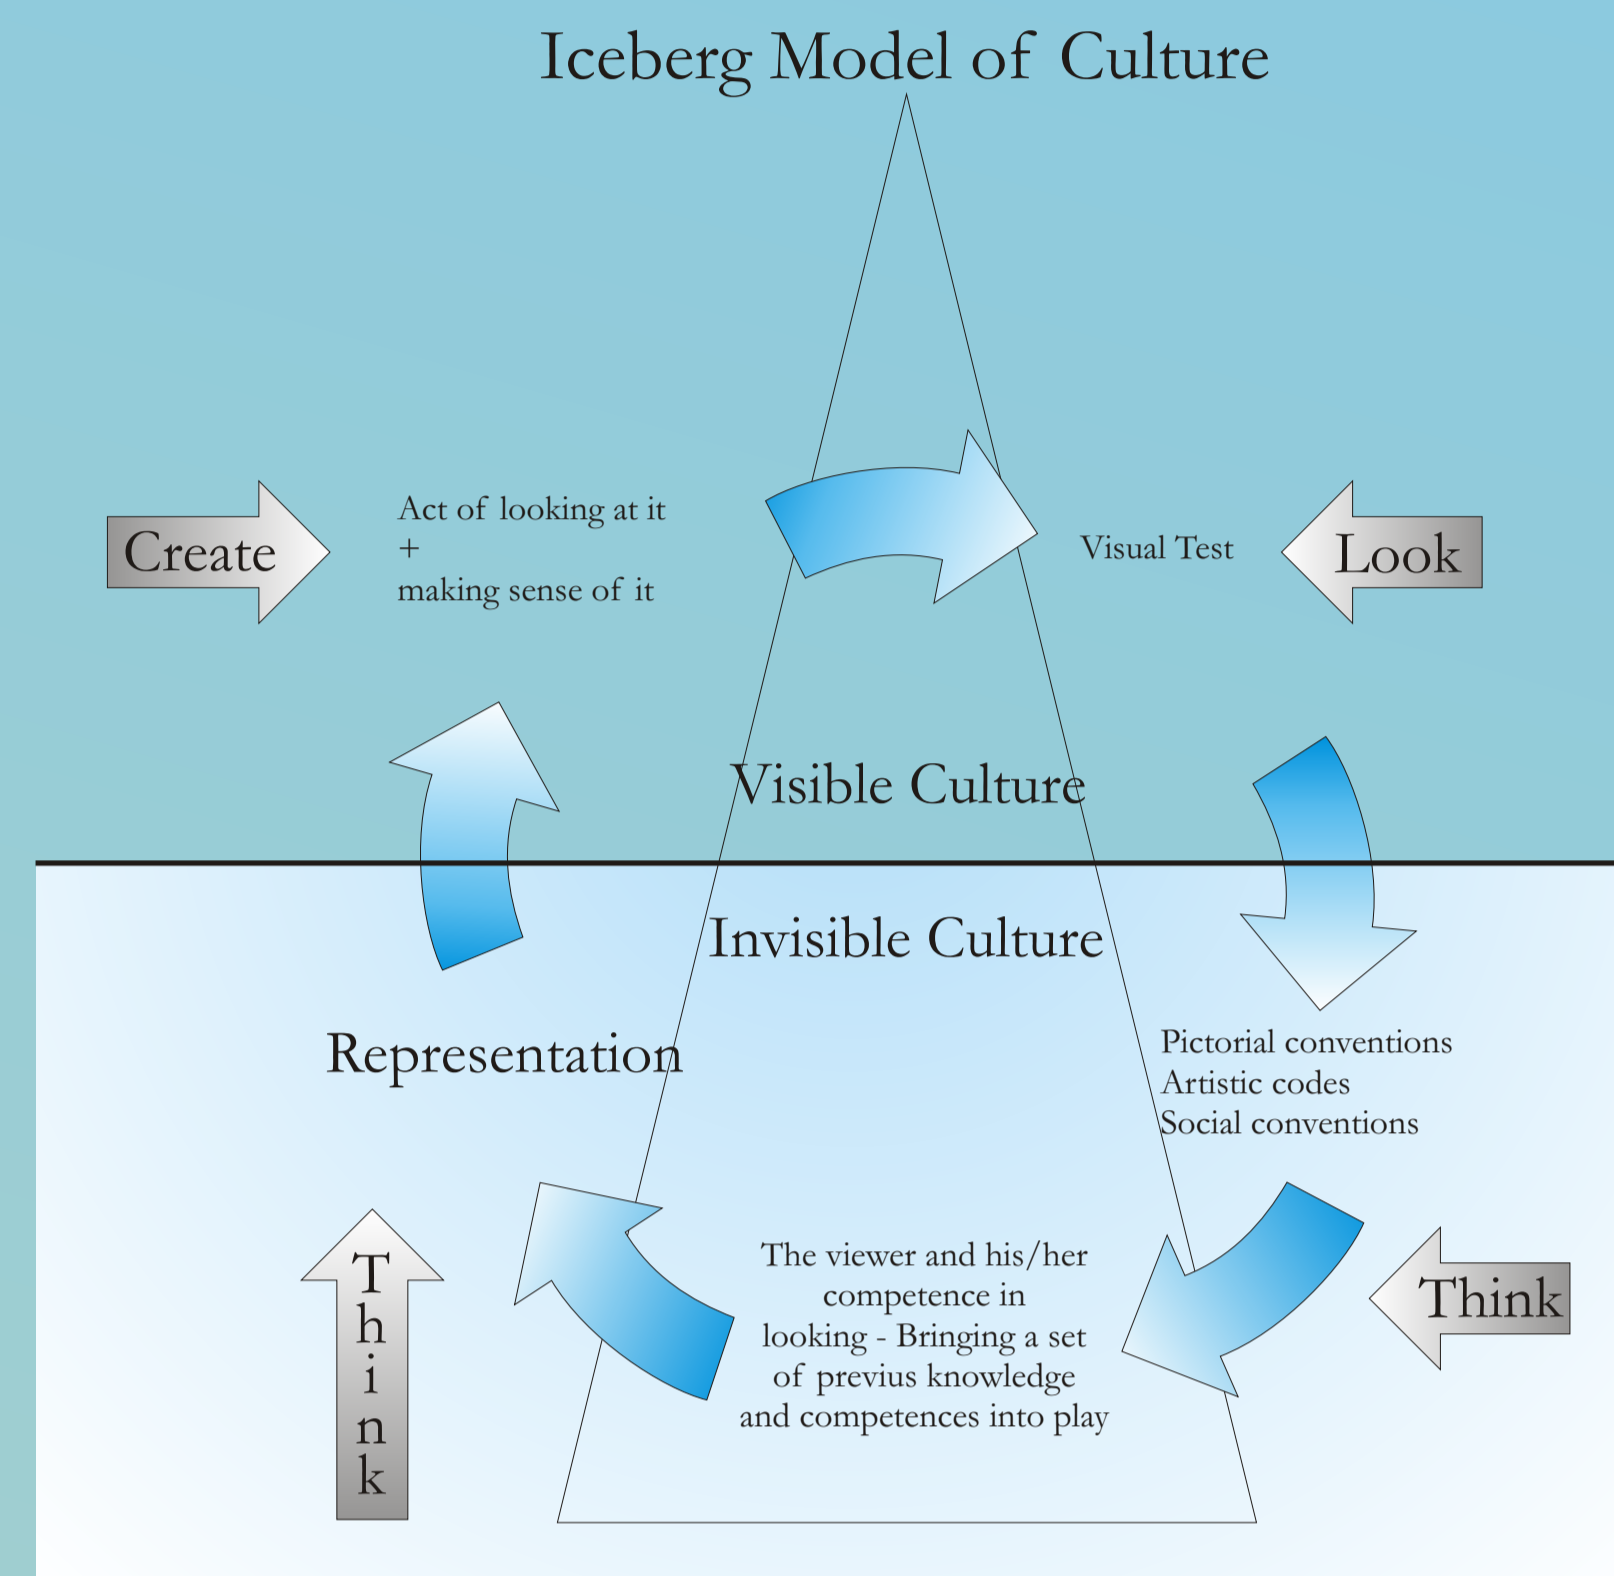 Iceberg Model of Culture
Create
Act of looking at it
+
making sense of it
Visual Test
Look
Visible Culture
Invisible Culture
Representation
Pictorial conventions
Artistic codes
Social conventions
Think
The viewer and his/her
competence in
looking - Bringing a set
of previus knowledge
and competences into play
Think